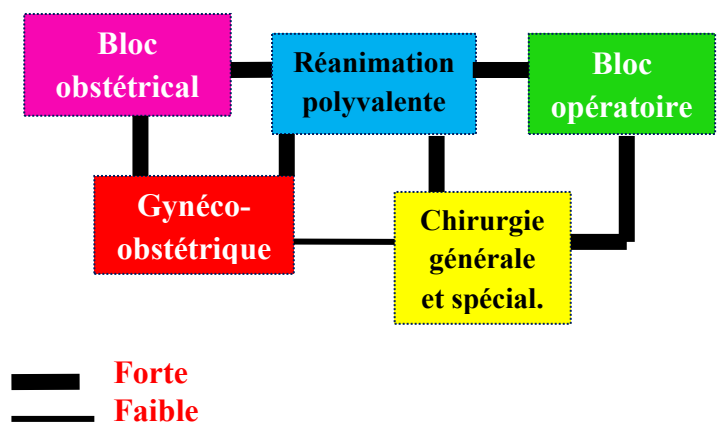 Bloc
obstétrical
Réanimation
polyvalente
Bloc
opératoire
Gynéco-
obstétrique
Chirurgie
générale
et spécial.
Forte
Faible